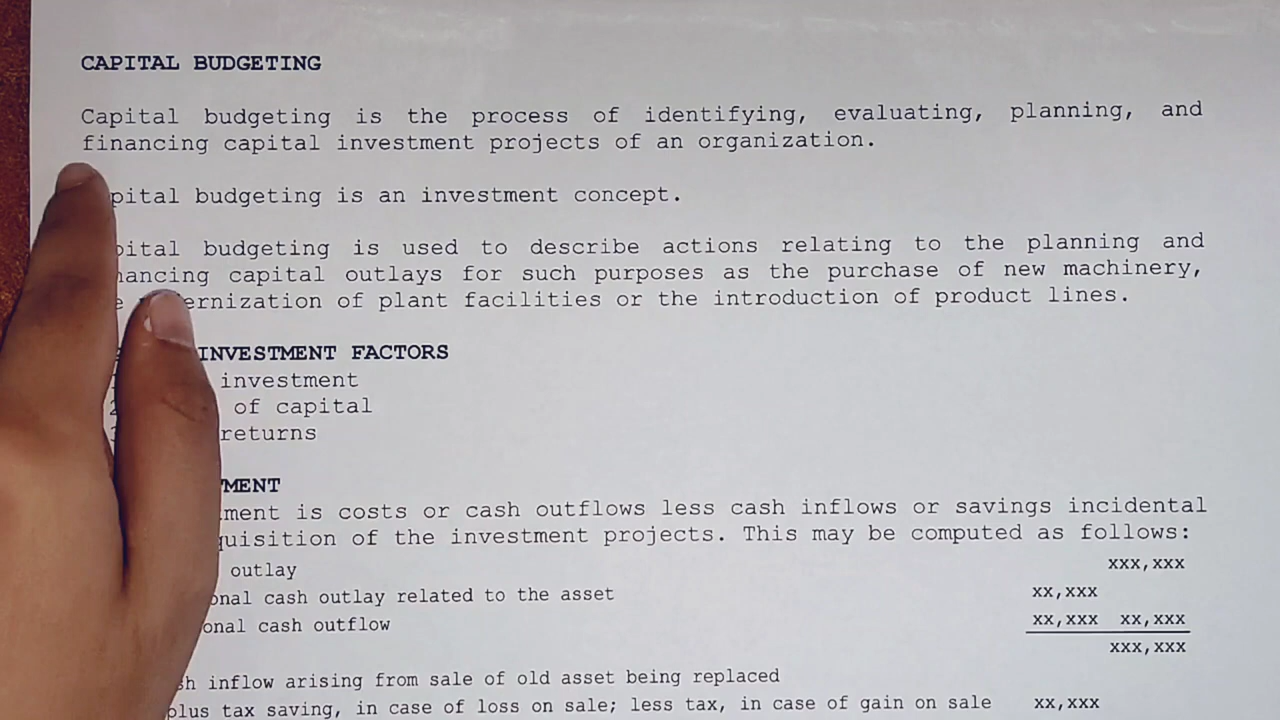 CAPITAL BUDGETING
Capital budgeting is the process of identifying, evaluating, planning, and
financing capital investment projects of an organization.
pital budgeting is an investment concept.
pital budgeting is used to describe actions relating to the planning and
nancing capital outlays for such purposes as the purchase of new machinery,
ernization of plant facilities or the introduction of product lines.
INVESTMENT FACTORS
investment
of capital
returns
MENT
ment is costs or cash outflows less cash inflows or savings incidental
quisition of the investment projects. This may be computed as follows:
outlay xxx,xxx
onal cash outlay related to the asset xx,xxx
onal cash outflow xx,xxx xx,xxx
xxx,xxx
sh inflow arising from sale of old asset being replaced
plus tax saving, in case of loss on sale; less tax, in case of gain on sale xx,xxx